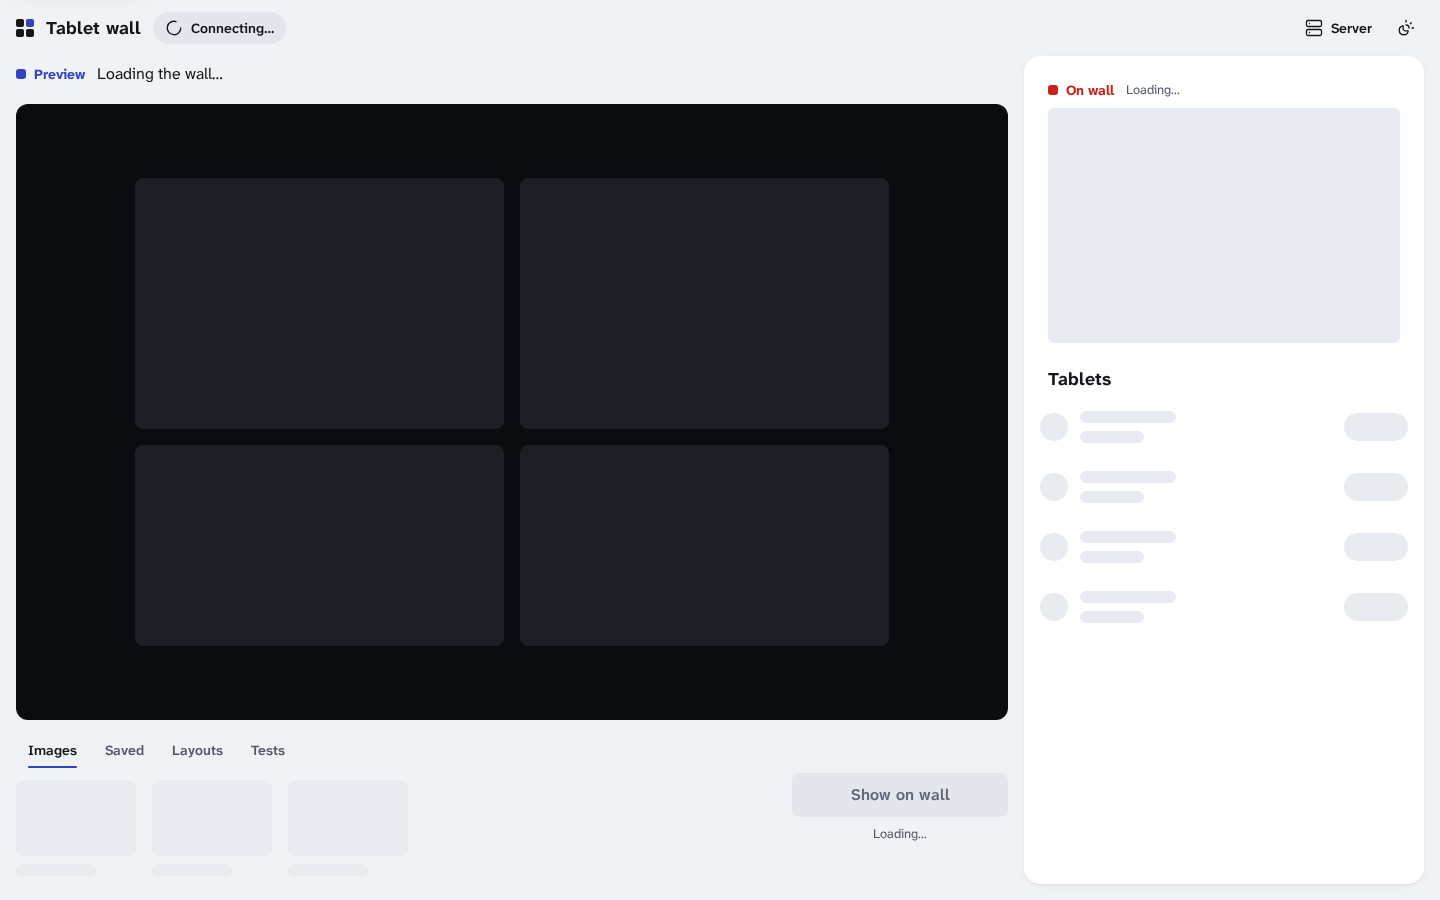 Tablet wall
Connecting...
Server
Preview
Loading the wall...
On wall
Loading...
Tablets
Images
Saved
Layouts
Tests
Show on wall
Loading...